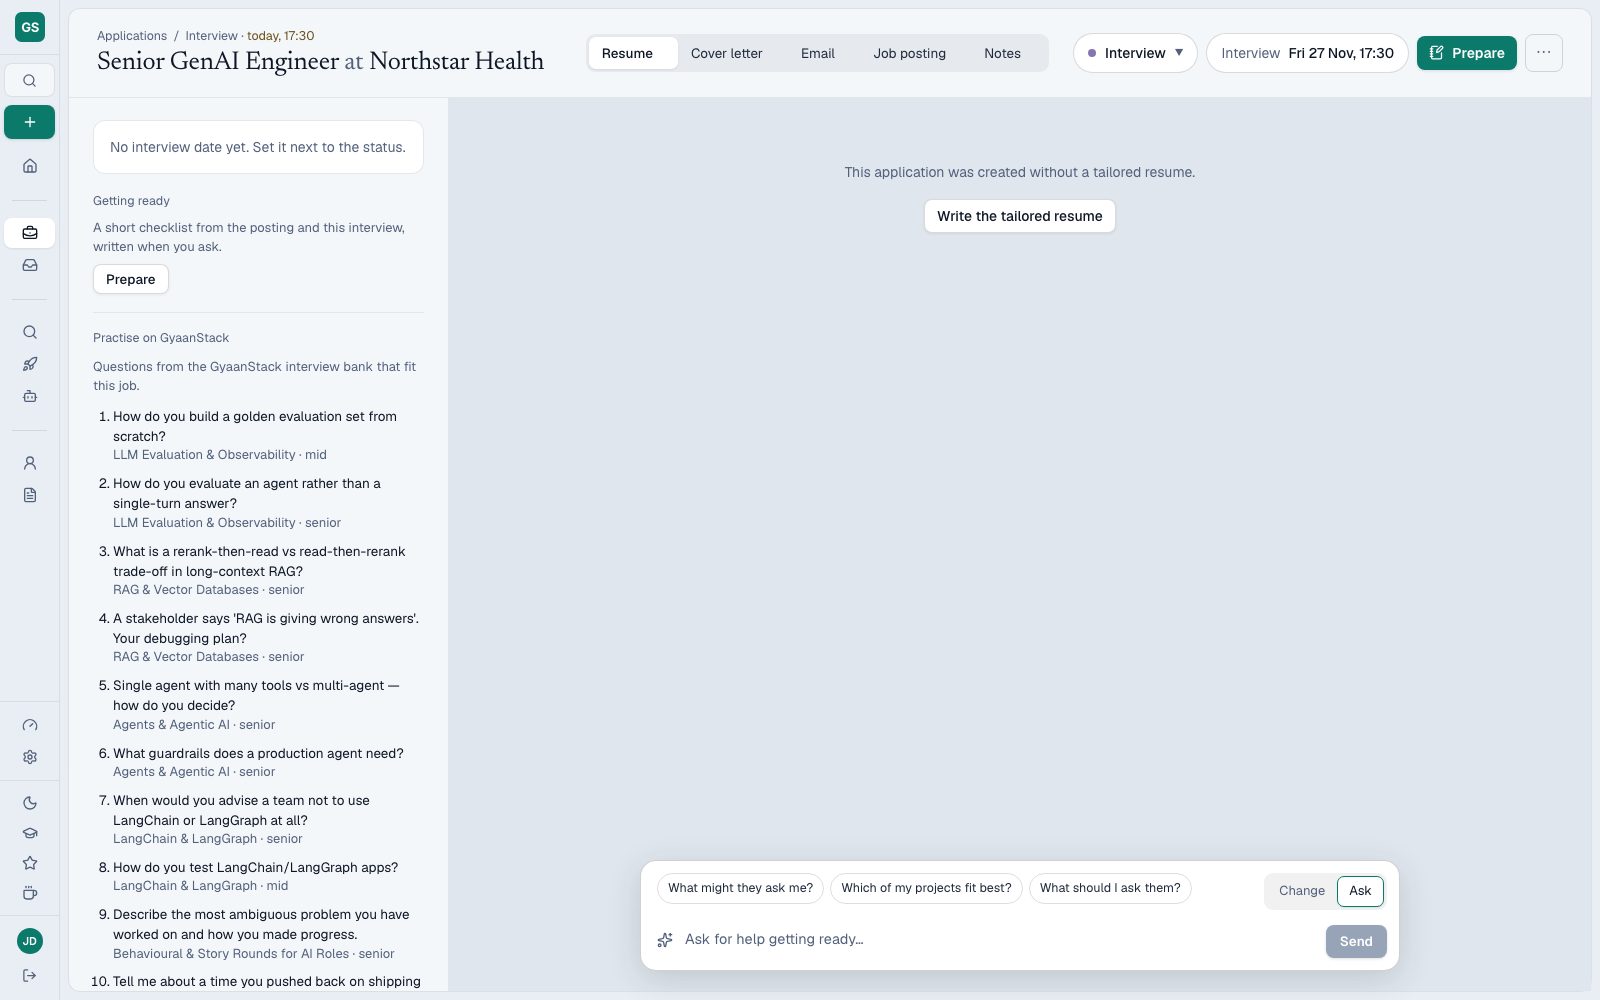 GS
Applications / Interview · today, 17:30
Senior GenAI Engineer at Northstar Health
Resume
Cover letter
Email
Job posting
Notes
Interview ▼
Interview Fri 27 Nov, 17:30
Prepare
...
No interview date yet. Set it next to the status.
Getting ready
A short checklist from the posting and this interview,
written when you ask.
Prepare
Practise on GyaanStack
Questions from the GyaanStack interview bank that fit
this job.
1. How do you build a golden evaluation set from
scratch?
LLM Evaluation & Observability · mid
2. How do you evaluate an agent rather than a
single-turn answer?
LLM Evaluation & Observability · senior
3. What is a rerank-then-read vs read-then-rerank
trade-off in long-context RAG?
RAG & Vector Databases · senior
4. A stakeholder says 'RAG is giving wrong answers'.
Your debugging plan?
RAG & Vector Databases · senior
5. Single agent with many tools vs multi-agent —
how do you decide?
Agents & Agentic AI · senior
6. What guardrails does a production agent need?
Agents & Agentic AI · senior
7. When would you advise a team not to use
LangChain or LangGraph at all?
LangChain & LangGraph · senior
8. How do you test LangChain/LangGraph apps?
LangChain & LangGraph · mid
9. Describe the most ambiguous problem you have
worked on and how you made progress.
Behavioural & Story Rounds for AI Roles · senior
10. Tell me about a time you pushed back on shipping
This application was created without a tailored resume.
Write the tailored resume
What might they ask me?
Which of my projects fit best?
What should I ask them?
Change
Ask
Ask for help getting ready…
Send
JD